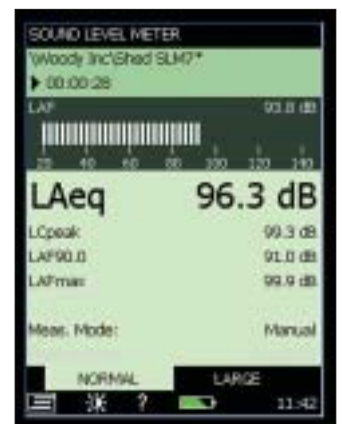 SOUND LEVEL METER
\Woody Inc\Shed SLM7*
00:00:28
LAF 93.8 dB
20 40 60 80 100 120 140
LAeq 96.3 dB
LCpeak 99.3 dB
LAF90.0 91.0 dB
LAFmax 99.9 dB
Meas. Mode: Manual
NORMAL LARGE
? 11:42